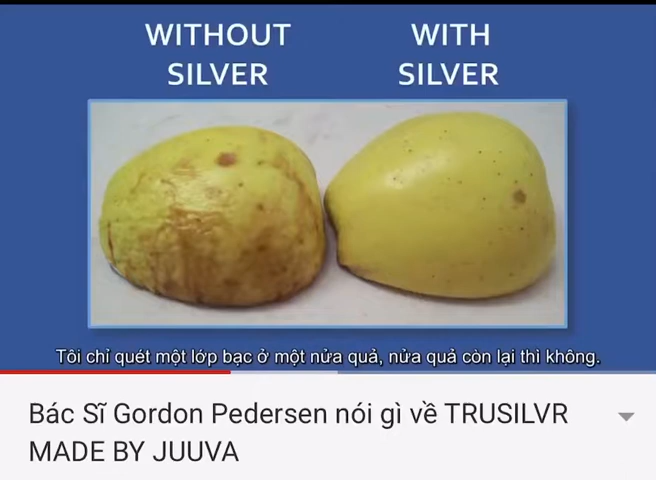 WITHOUT SILVER
WITH SILVER
Tôi chỉ quét một lớp bạc ở một nửa quả, nửa quả còn lại thì không.
Bác Sĩ Gordon Pedersen nói gì về TRUSILVR
MADE BY JUUVA